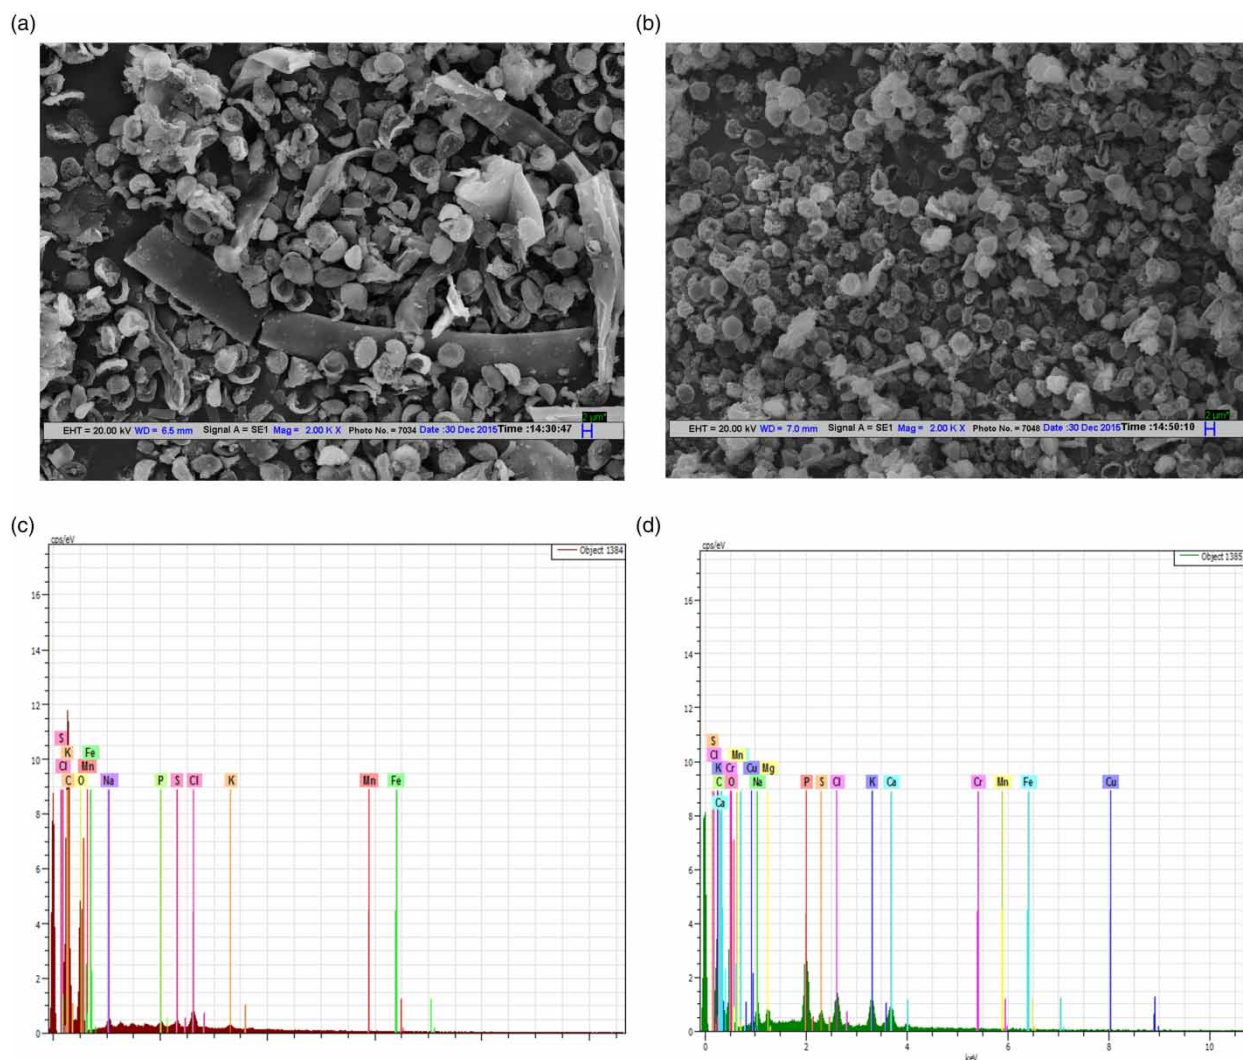 (a)
(b)
2 µm*
EHT = 20.00 kV WD = 6.5 mm Signal A = SE1 Mag = 2.00 K X Photo No. = 7034 Date :30 Dec 2015 Time :14:30:47
2 µm*
EHT = 20.00 kV WD = 7.0 mm Signal A = SE1 Mag = 2.00 K X Photo No. = 7048 Date :30 Dec 2015 Time :14:50:10
(c)
cps/eV
Object 1384
16
14
12
10
8
6
4
2
0
S
K Fe
Cl Mn
C O Na P S Cl K Mn Fe
(d)
cps/eV
Object 1385
16
14
12
10
8
6
4
2
0
S
Cl Mn
K Cr Cu Mg
C O Na P S Cl K Ca Cr Mn Fe Cu
Ca
0 2 4 6 8 10
keV